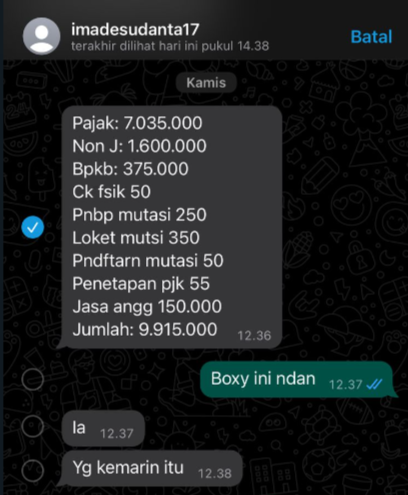 imadesudanta17
terakhir dilihat hari ini pukul 14.38
Batal
Kamis
Pajak: 7.035.000
Non J: 1.600.000
Bpkb: 375.000
Ck fsik 50
Pnbp mutasi 250
Loket mutsi 350
Pndftarn mutasi 50
Penetapan pjk 55
Jasa angg 150.000
Jumlah: 9.915.000
12.36
Boxy ini ndan 12.37
Ia 12.37
Yg kemarin itu 12.38